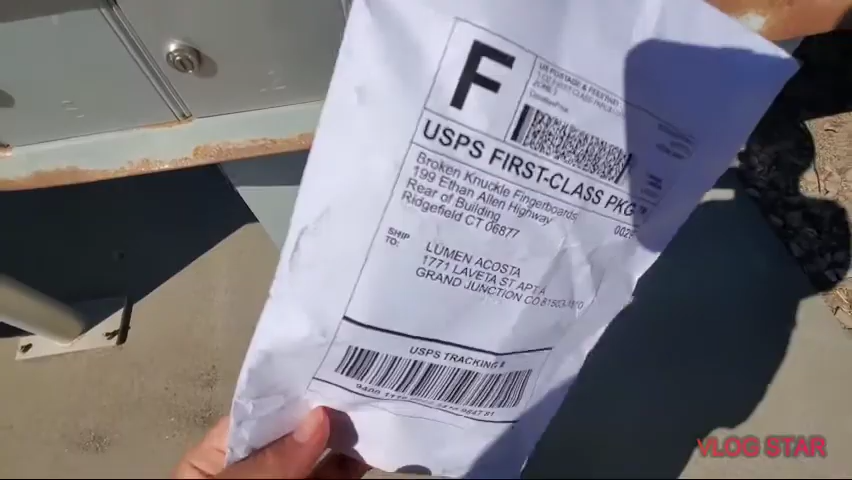 F
US POSTAGE & FEES PAID
USPS FIRST-CLASS PKG
Broken Knuckle Fingerboards
199 Ethan Allen Highway
Rear of Building
Ridgefield CT 06877
SHIP
TO:
LUMEN ACOSTA
1771 LAVETA ST APT A
GRAND JUNCTION CO
USPS TRACKING #
VLOG STAR